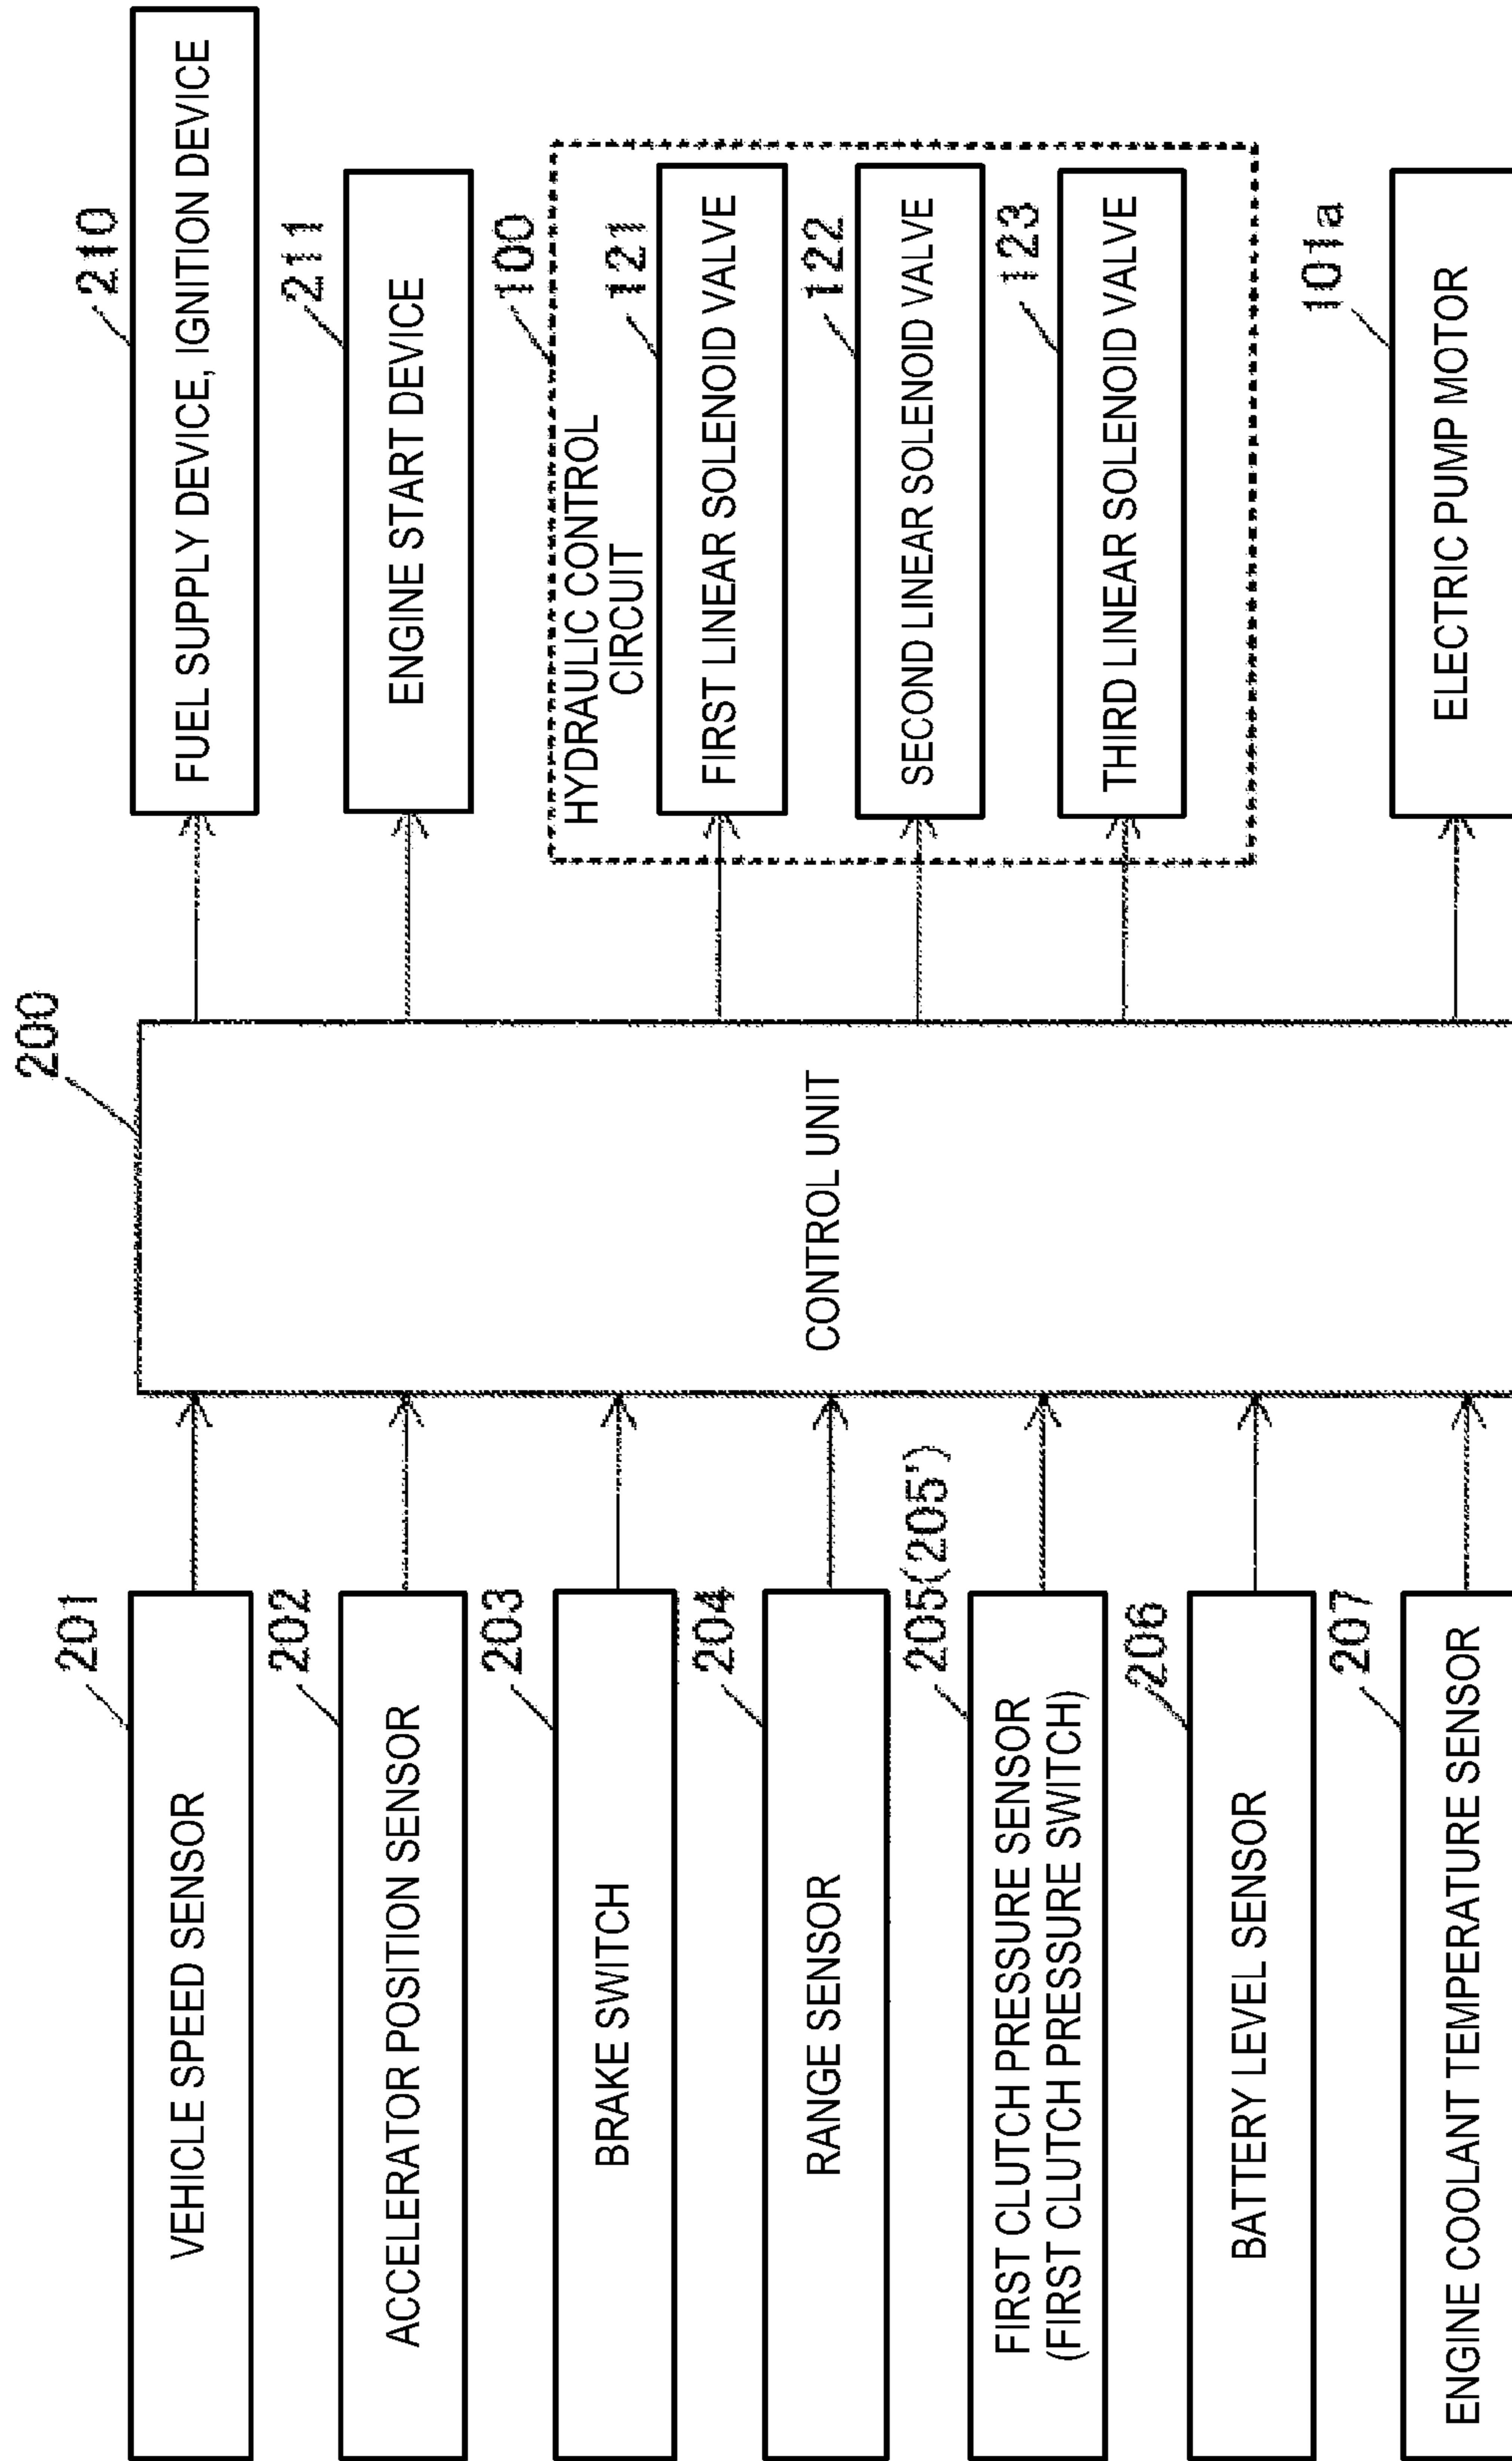 201
VEHICLE SPEED SENSOR
202
ACCELERATOR POSITION SENSOR
203
BRAKE SWITCH
204
RANGE SENSOR
205(205')
FIRST CLUTCH PRESSURE SENSOR
(FIRST CLUTCH PRESSURE SWITCH)
206
BATTERY LEVEL SENSOR
207
ENGINE COOLANT TEMPERATURE SENSOR
200
CONTROL UNIT
210
FUEL SUPPLY DEVICE, IGNITION DEVICE
211
ENGINE START DEVICE
100
HYDRAULIC CONTROL
CIRCUIT
121
FIRST LINEAR SOLENOID VALVE
122
SECOND LINEAR SOLENOID VALVE
123
THIRD LINEAR SOLENOID VALVE
101a
ELECTRIC PUMP MOTOR